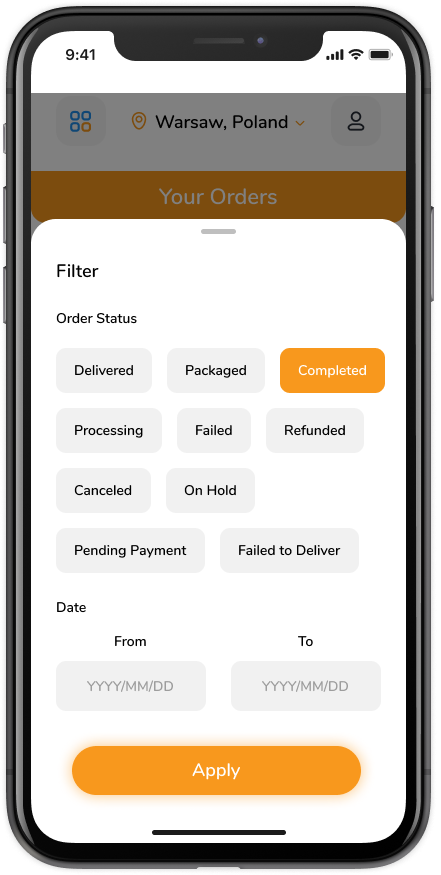 9:41
Warsaw, Poland
Your Orders
Filter
Order Status
Delivered Packaged Completed
Processing Failed Refunded
Canceled On Hold
Pending Payment Failed to Deliver
Date
From To
YYYY/MM/DD YYYY/MM/DD
Apply